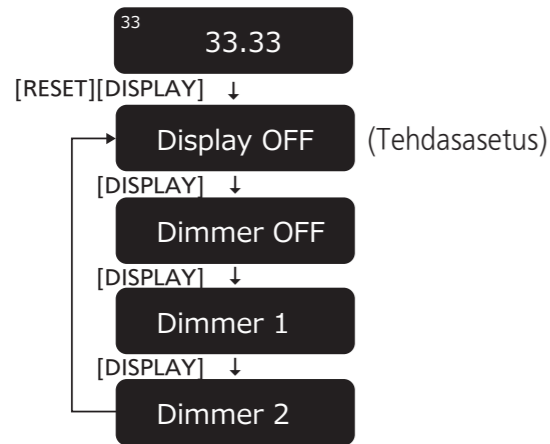 33
33.33
[RESET][DISPLAY] ↓
Display OFF (Tehdasasetus)
[DISPLAY] ↓
Dimmer OFF
[DISPLAY] ↓
Dimmer 1
[DISPLAY] ↓
Dimmer 2